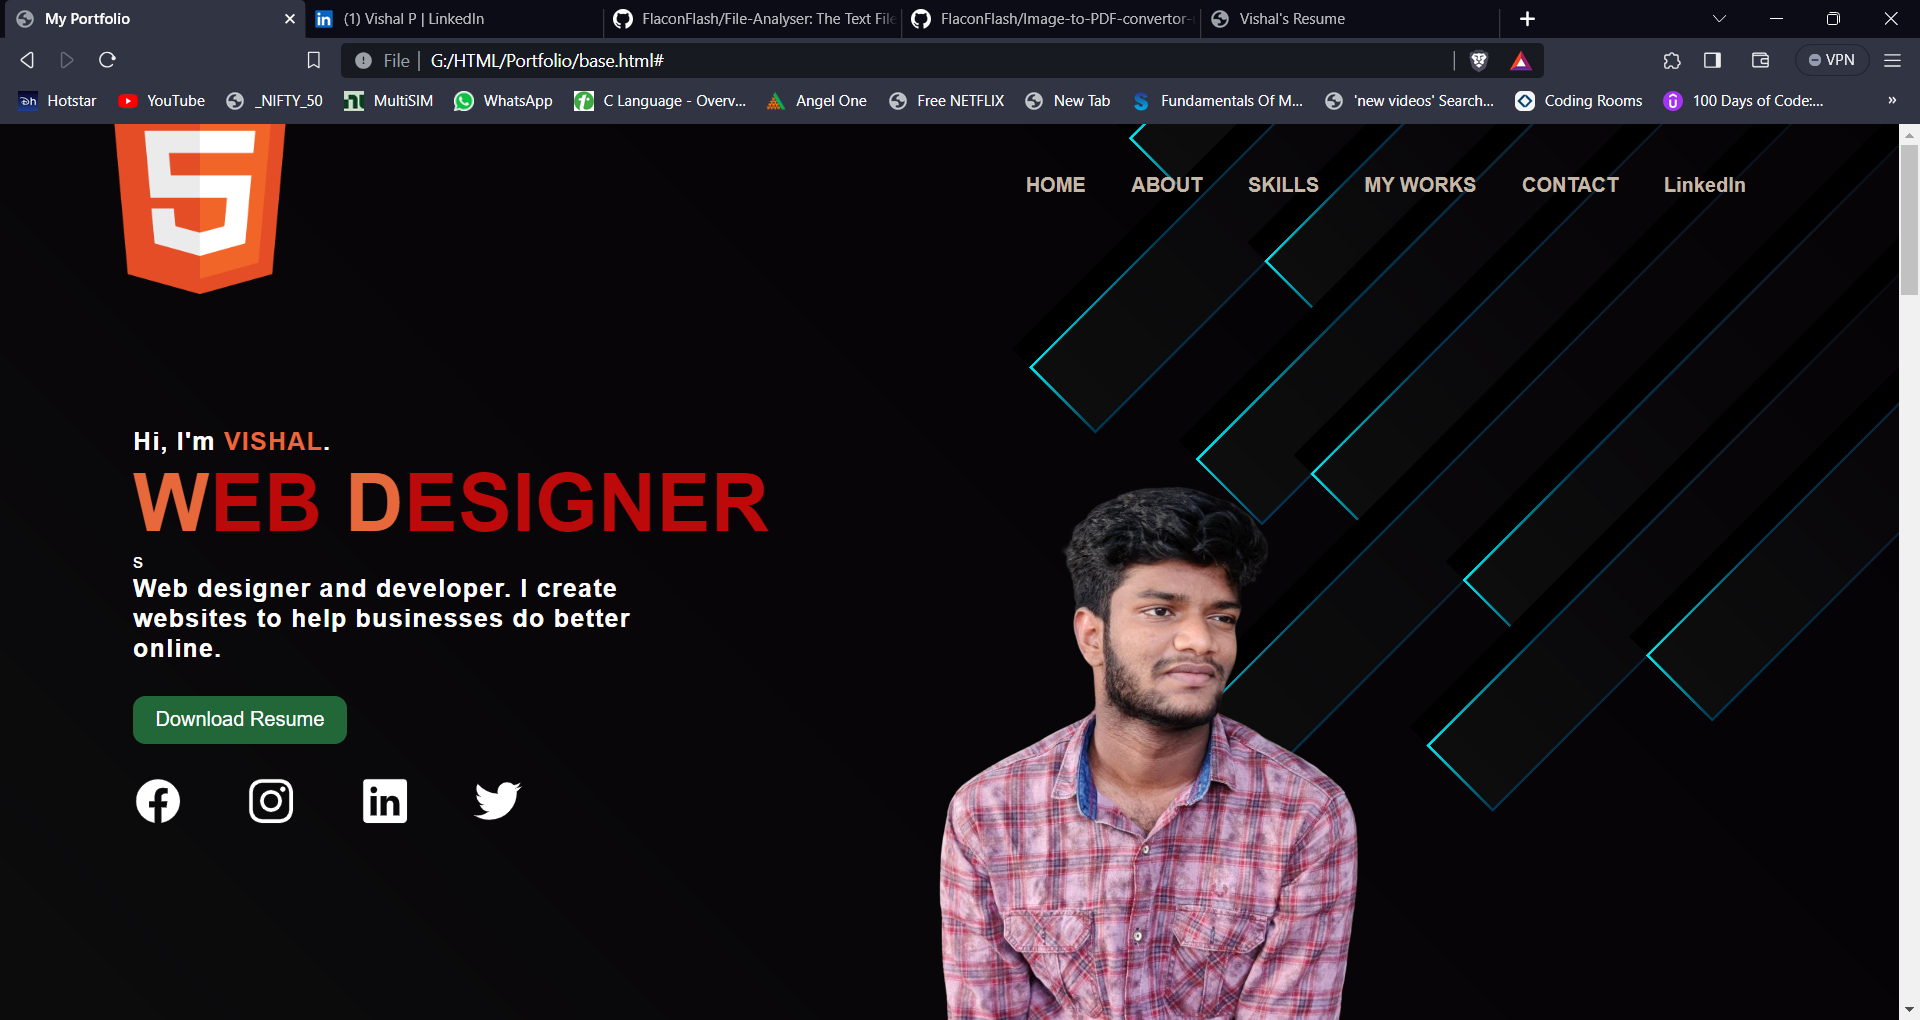 My Portfolio
(1) Vishal P | LinkedIn
FlaconFlash/File-Analyser: The Text File
FlaconFlash/Image-to-PDF-convertor-
Vishal's Resume
File
G:/HTML/Portfolio/base.html#
VPN
Hotstar
YouTube
_NIFTY_50
MultiSIM
WhatsApp
C Language - Overv...
Angel One
Free NETFLIX
New Tab
Fundamentals Of M...
'new videos' Search...
Coding Rooms
100 Days of Code:...
HOME
ABOUT
SKILLS
MY WORKS
CONTACT
LinkedIn
Hi, I'm VISHAL.
WEB DESIGNER
S
Web designer and developer. I create
websites to help businesses do better
online.
Download Resume